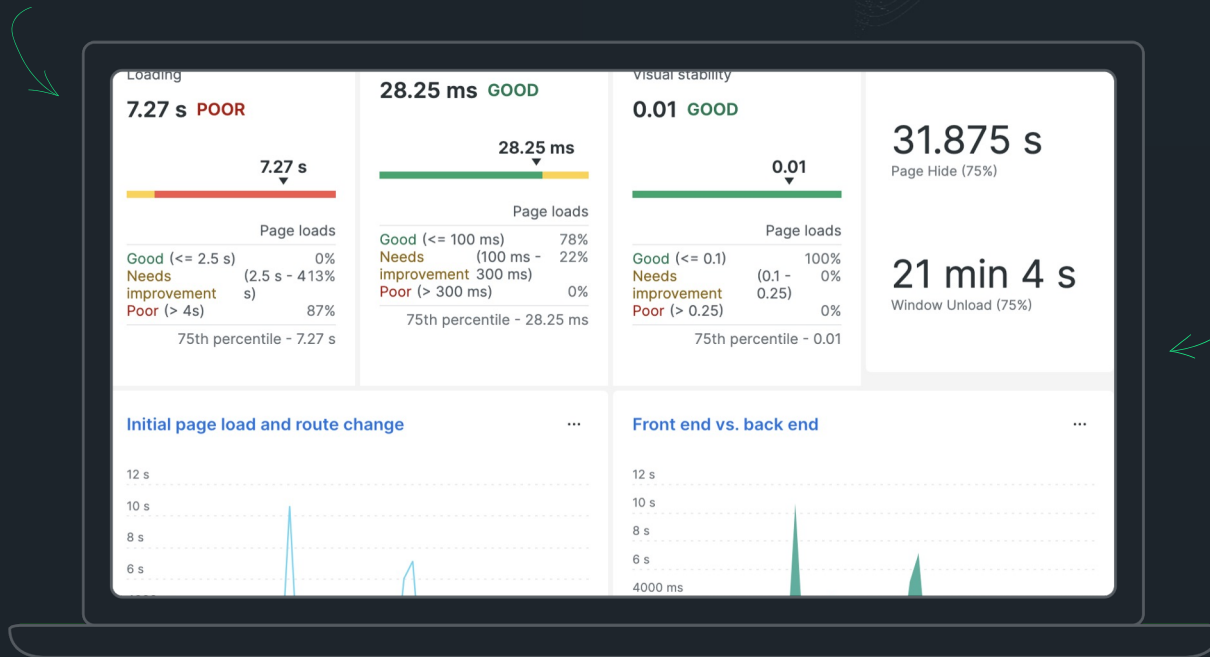 Loading
7.27 s POOR
7.27 s
Page loads
Good (<= 2.5 s) 0%
Needs (2.5 s - 4 13%
improvement s)
Poor (> 4s) 87%
75th percentile - 7.27 s
28.25 ms GOOD
28.25 ms
Page loads
Good (<= 100 ms) 78%
Needs (100 ms - 22%
improvement 300 ms)
Poor (> 300 ms) 0%
75th percentile - 28.25 ms
Visual stability
0.01 GOOD
0.01
Page loads
Good (<= 0.1) 100%
Needs (0.1 - 0%
improvement 0.25)
Poor (> 0.25) 0%
75th percentile - 0.01
31.875 s
Page Hide (75%)
21 min 4 s
Window Unload (75%)
Initial page load and route change ...
12 s
10 s
8 s
6 s
Front end vs. back end ...
12 s
10 s
8 s
6 s
4000 ms